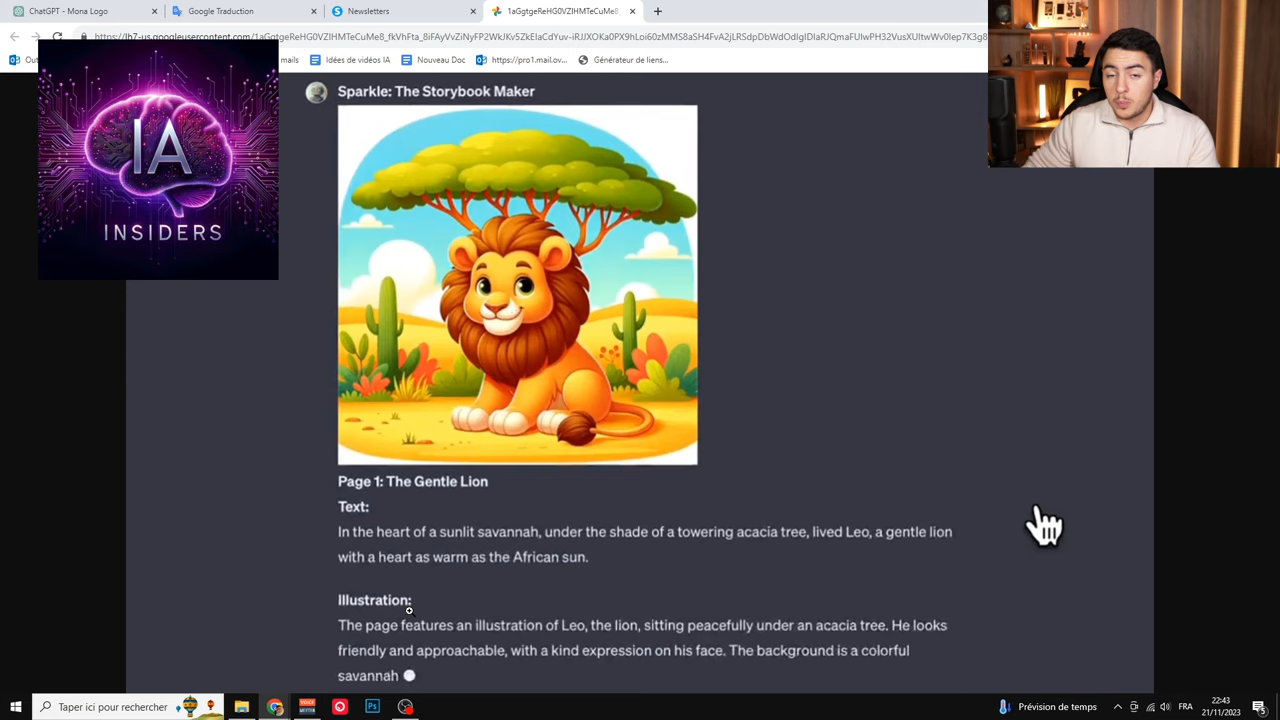 ChatGPT - Mona Logo
Google Traduction
Newsletters
1aGgtgeReHG0VZIHMTeCuMe8_
mails
Idées de vidéos IA
Nouveau Doc
https://pro1.mail.ov...
Générateur de liens...
IA
INSIDERS
Sparkle: The Storybook Maker
Page 1: The Gentle Lion
Text:
In the heart of a sunlit savannah, under the shade of a towering acacia tree, lived Leo, a gentle lion
with a heart as warm as the African sun.
Illustration:
The page features an illustration of Leo, the lion, sitting peacefully under an acacia tree. He looks
friendly and approachable, with a kind expression on his face. The background is a colorful
savannah
Taper ici pour rechercher
Ps
Prévision de temps
FRA
22:43
21/11/2023